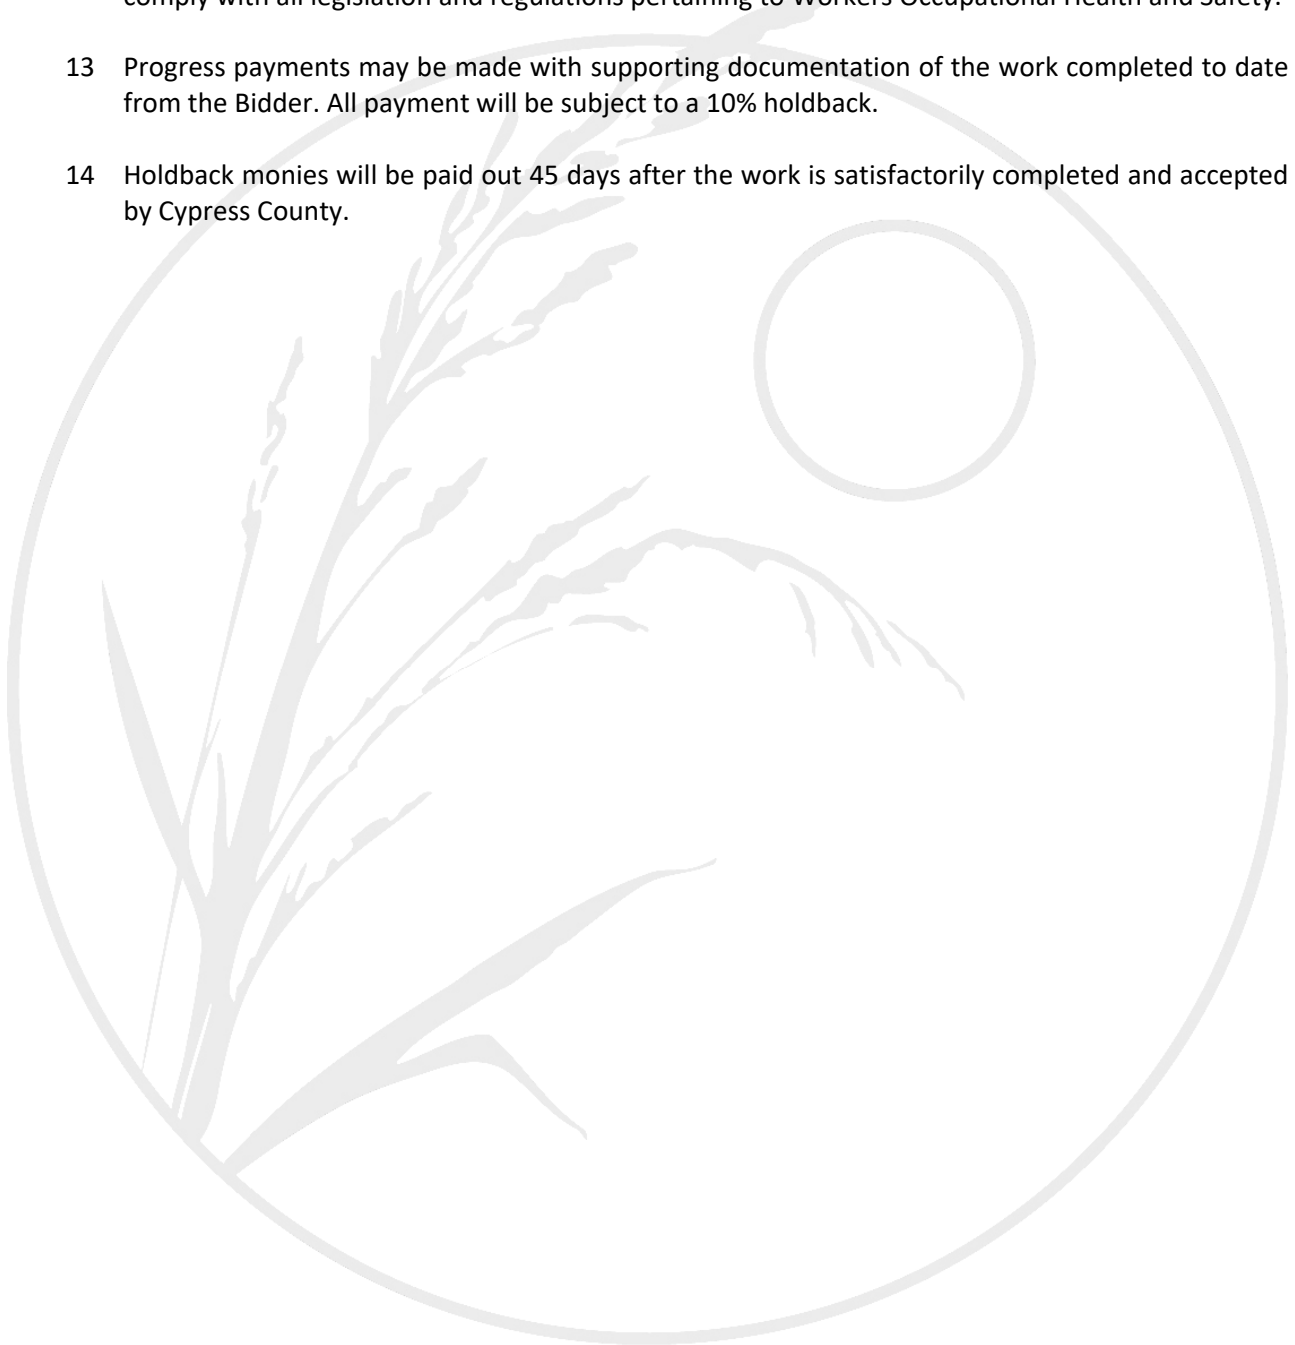 comply with all legislation and regulations pertaining to Workers Occupational Health and Safety.
13 Progress payments may be made with supporting documentation of the work completed to date
from the Bidder. All payment will be subject to a 10% holdback.
14 Holdback monies will be paid out 45 days after the work is satisfactorily completed and accepted
by Cypress County.